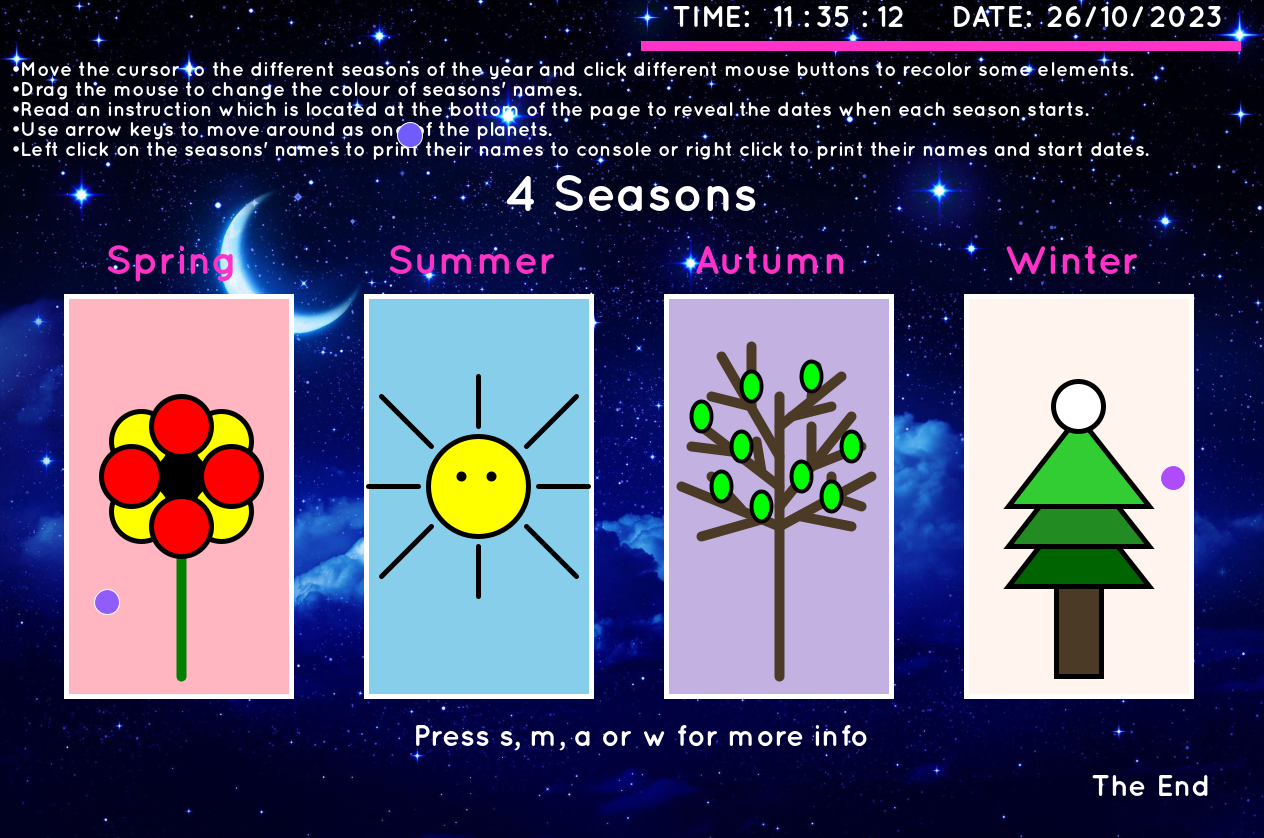 TIME: 11 : 35 : 12 DATE: 26/10/2023
•Move the cursor to the different seasons of the year and click different mouse buttons to recolor some elements.
•Drag the mouse to change the colour of seasons' names.
•Read an instruction which is located at the bottom of the page to reveal the dates when each season starts.
•Use arrow keys to move around as one of the planets.
•Left click on the seasons' names to print their names to console or right click to print their names and start dates.
4 Seasons
Spring Summer Autumn Winter
Press s, m, a or w for more info
The End